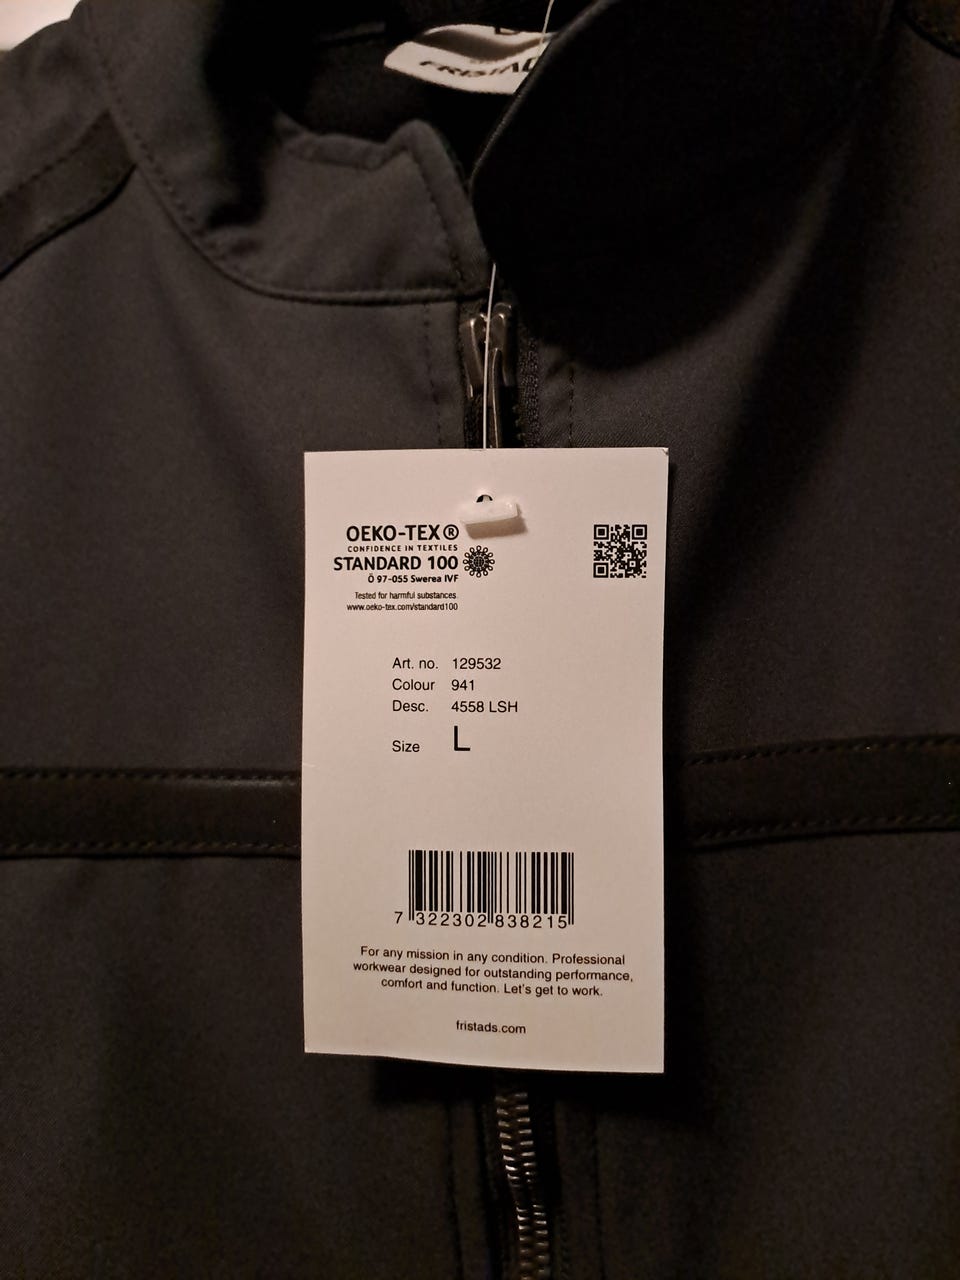 FRISTAD
OEKO-TEX®
CONFIDENCE IN TEXTILES
STANDARD 100
Ö 97-055 Swerea IVF
Tested for harmful substances.
www.oeko-tex.com/standard100
Art. no. 129532
Colour 941
Desc. 4558 LSH
Size L
7 322302 838215
For any mission in any condition. Professional
workwear designed for outstanding performance,
comfort and function. Let's get to work.
fristads.com